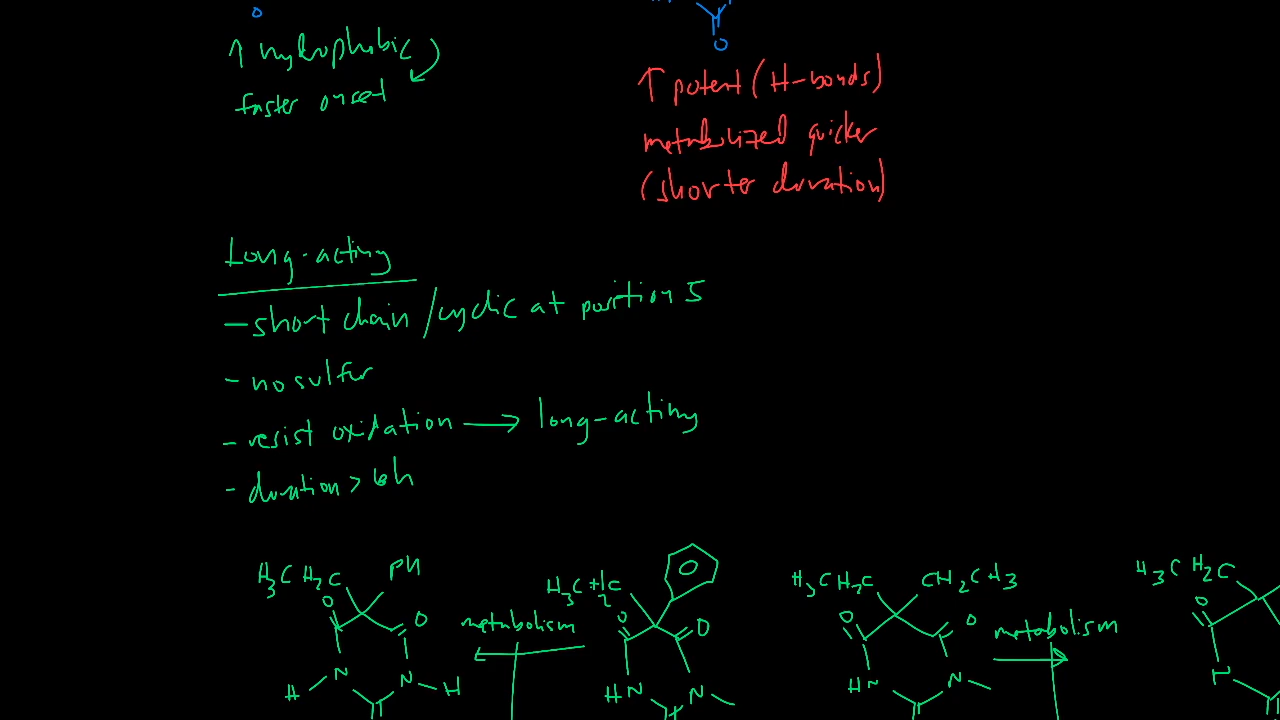 O
↑ hydrophobic
faster onset
O
↑ potent (H-bonds)
metabolized quicker
(shorter duration)
Long-acting
- short chain / cyclic at position 5
- no sulfur
- resist oxidation → long-acting
- duration > 6h
H3CH2C Ph
O O
N N
H H
metabolism
H3CH2C
O O
HN N
H3CH2C CH2CH3
O O
HN N
metabolism
H3CH2C
O